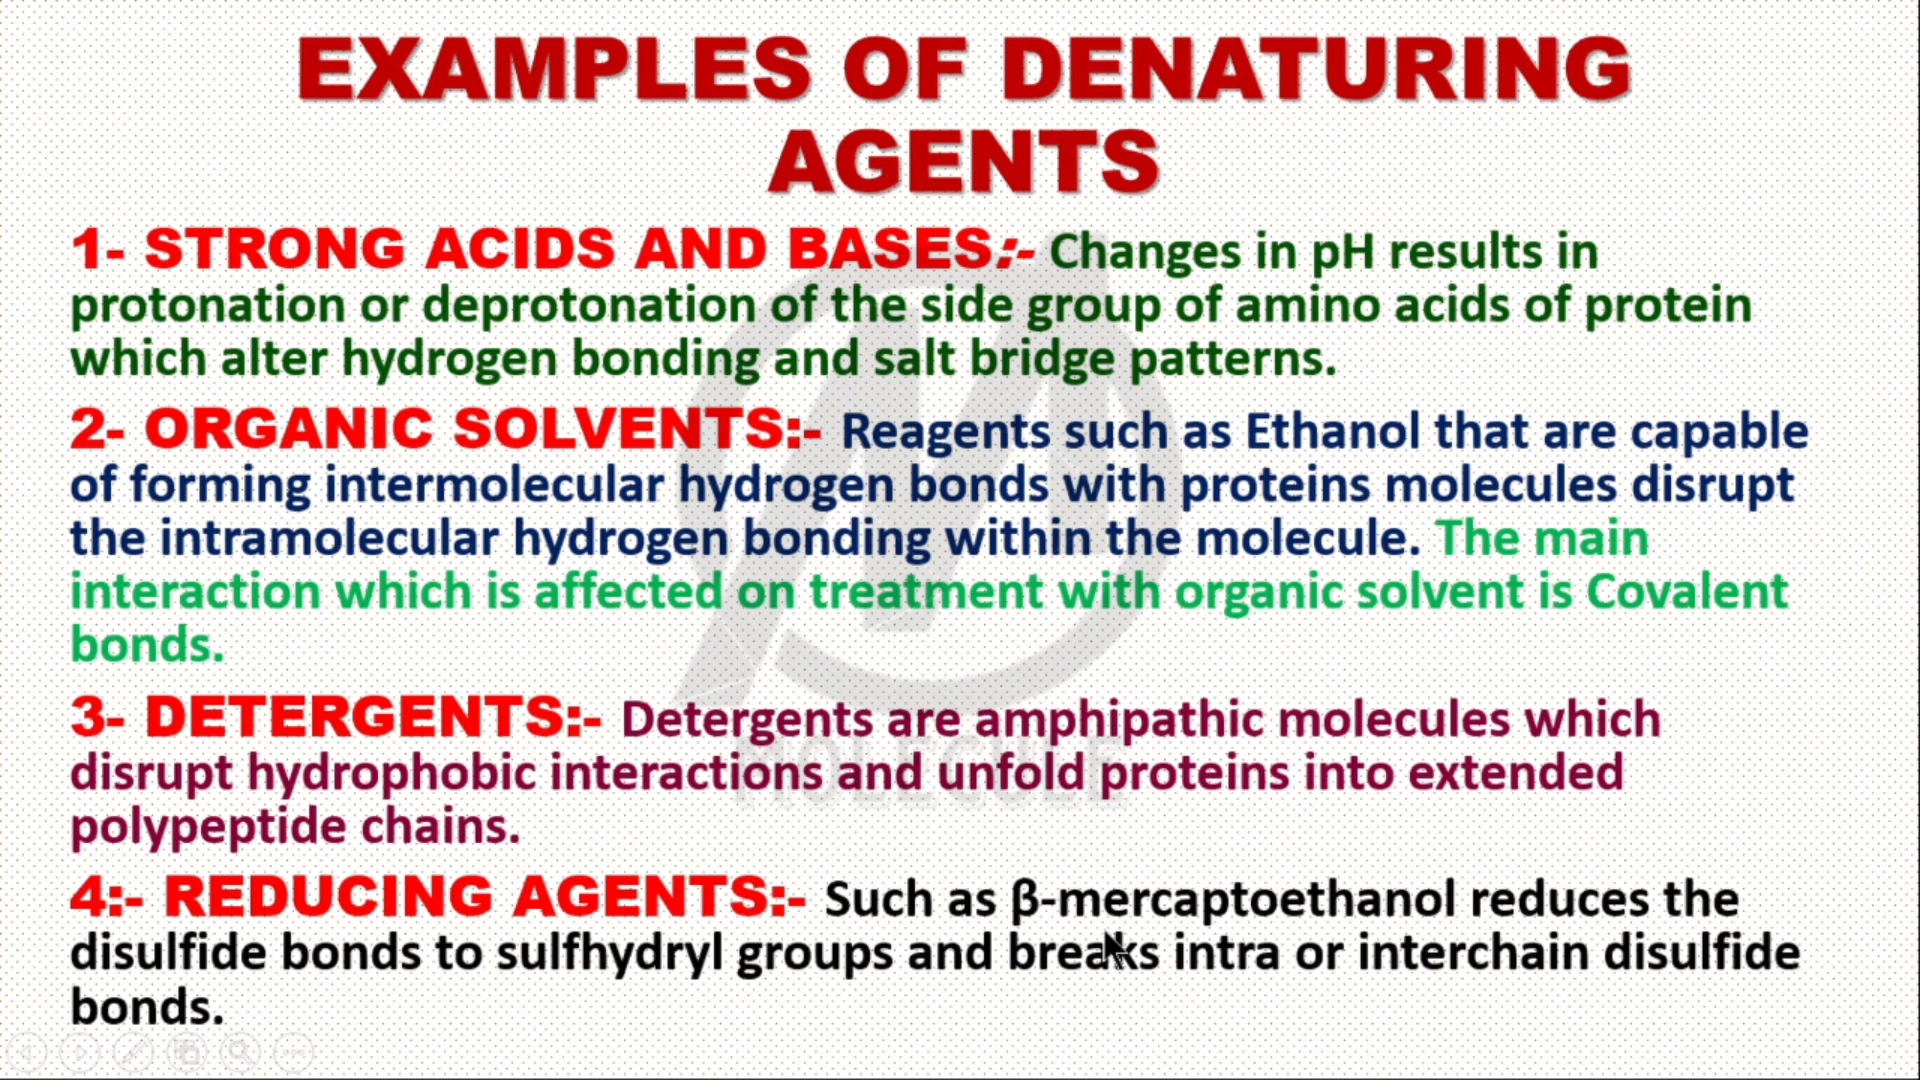 EXAMPLES OF DENATURING
AGENTS
1- STRONG ACIDS AND BASES:- Changes in pH results in
protonation or deprotonation of the side group of amino acids of protein
which alter hydrogen bonding and salt bridge patterns.
2- ORGANIC SOLVENTS:- Reagents such as Ethanol that are capable
of forming intermolecular hydrogen bonds with proteins molecules disrupt
the intramolecular hydrogen bonding within the molecule. The main
interaction which is affected on treatment with organic solvent is Covalent
bonds.
3- DETERGENTS:- Detergents are amphipathic molecules which
disrupt hydrophobic interactions and unfold proteins into extended
MOLECULE
polypeptide chains.
4:- REDUCING AGENTS:- Such as β-mercaptoethanol reduces the
disulfide bonds to sulfhydryl groups and breaks intra or interchain disulfide
bonds.